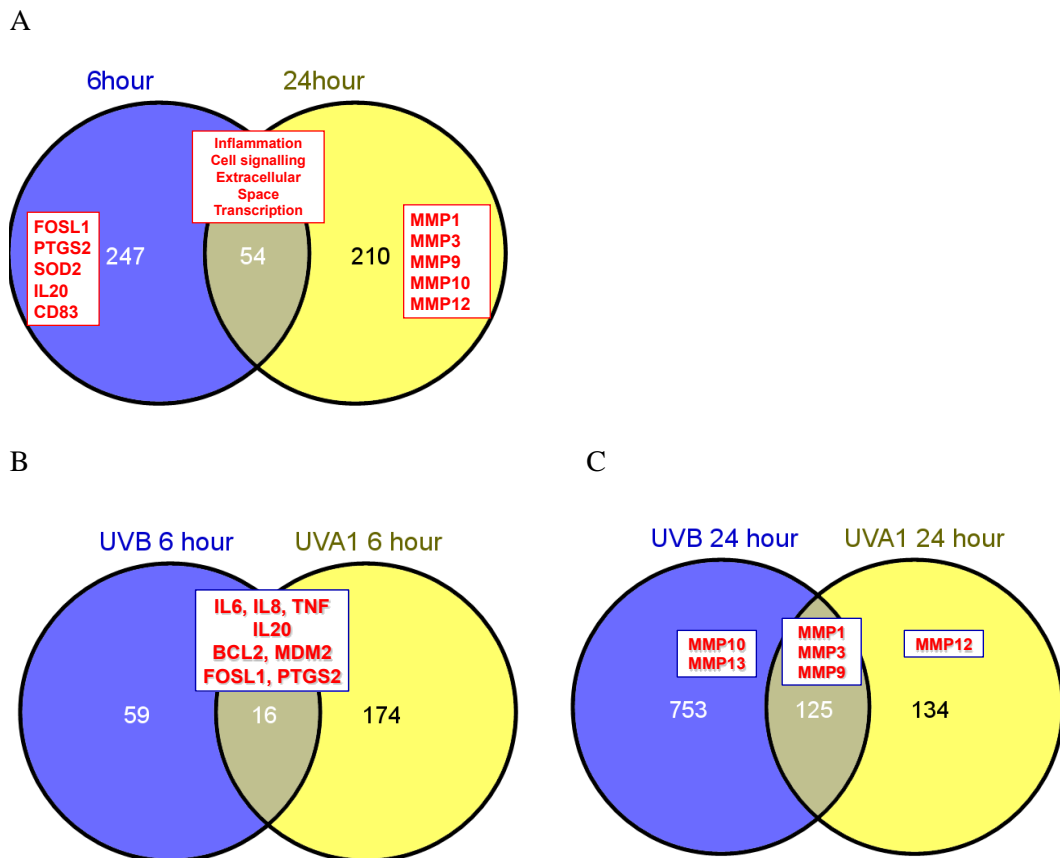 A
6hour
24hour
Inflammation
Cell signalling
Extracellular
Space
Transcription
FOSL1
PTGS2
SOD2
IL20
CD83
247
54
210
MMP1
MMP3
MMP9
MMP10
MMP12
B
UVB 6 hour
UVA1 6 hour
IL6, IL8, TNF
IL20
BCL2, MDM2
FOSL1, PTGS2
59
16
174
C
UVB 24 hour
UVA1 24 hour
MMP10
MMP13
MMP1
MMP3
MMP9
MMP12
753
125
134